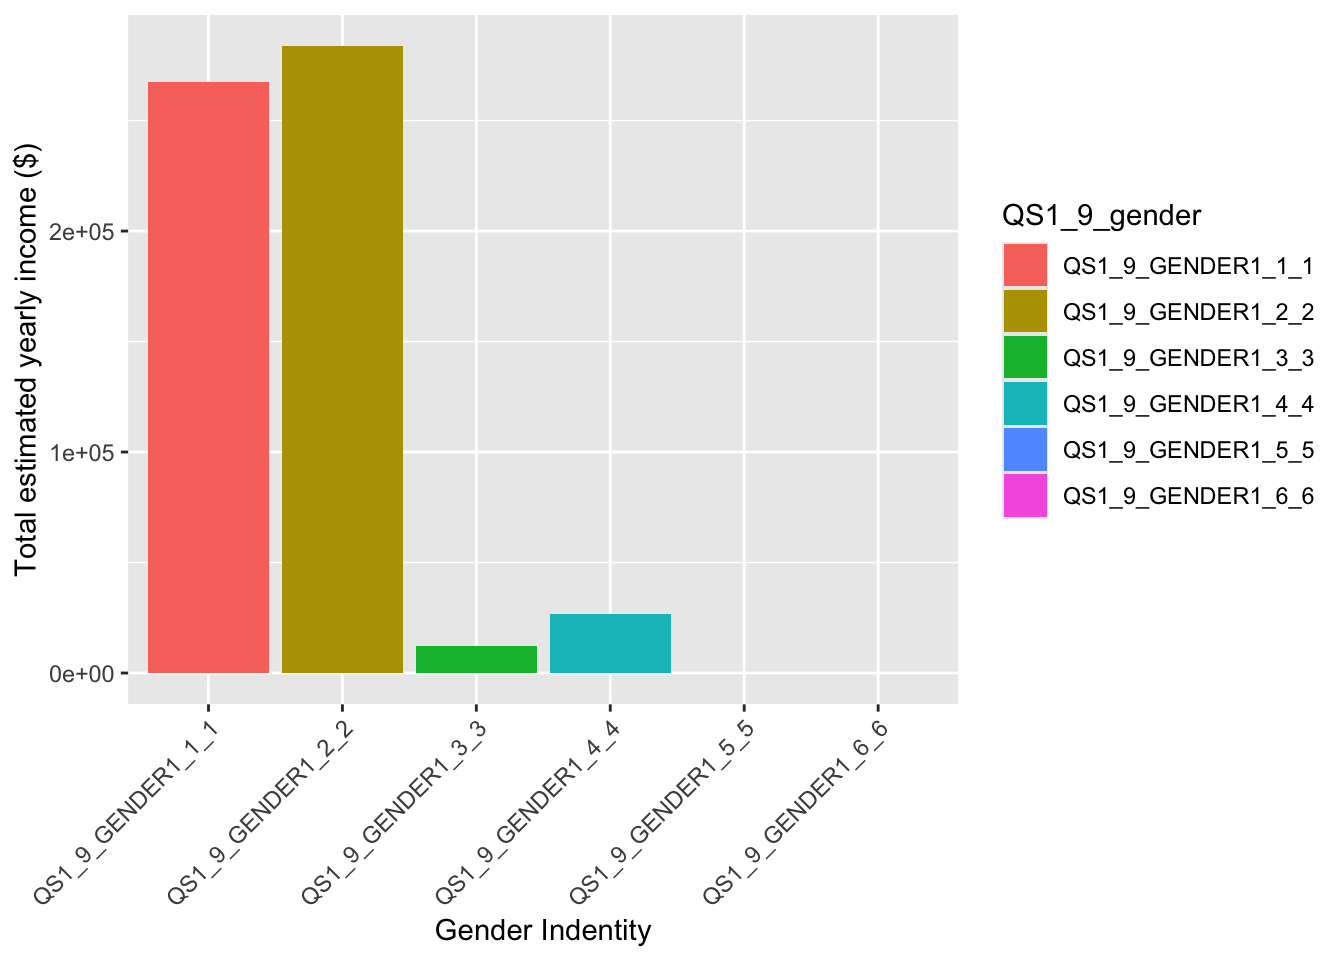 Total estimated yearly income ($)
2e+05
1e+05
0e+00
QS1_9_GENDER1_1_1
QS1_9_GENDER1_2_2
QS1_9_GENDER1_3_3
QS1_9_GENDER1_4_4
QS1_9_GENDER1_5_5
QS1_9_GENDER1_6_6
Gender Indentity
QS1_9_gender
QS1_9_GENDER1_1_1
QS1_9_GENDER1_2_2
QS1_9_GENDER1_3_3
QS1_9_GENDER1_4_4
QS1_9_GENDER1_5_5
QS1_9_GENDER1_6_6